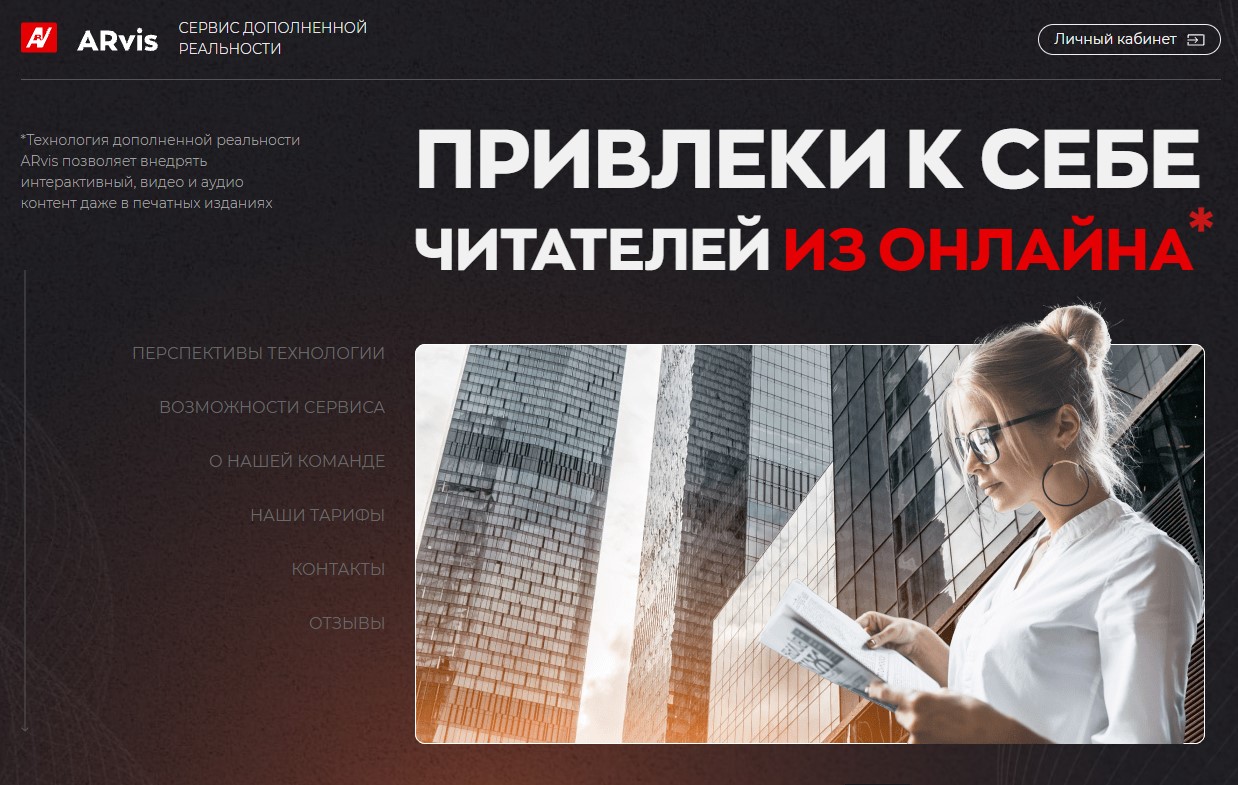 ARvis
СЕРВИС ДОПОЛНЕННОЙ
РЕАЛЬНОСТИ
Личный кабинет
*Технология дополненной реальности
ARvis позволяет внедрять
интерактивный, видео и аудио
контент даже в печатных изданиях
ПРИВЛЕКИ К СЕБЕ
ЧИТАТЕЛЕЙ ИЗ ОНЛАЙНА*
ПЕРСПЕКТИВЫ ТЕХНОЛОГИИ
ВОЗМОЖНОСТИ СЕРВИСА
О НАШЕЙ КОМАНДЕ
НАШИ ТАРИФЫ
КОНТАКТЫ
ОТЗЫВЫ